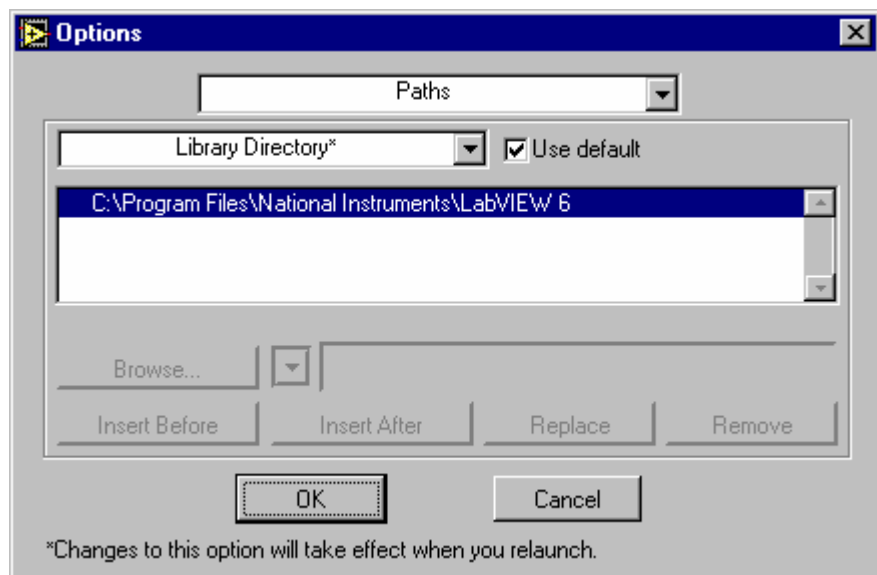 Options
Paths
Library Directory*
Use default
C:\Program Files\National Instruments\LabVIEW 6
Browse...
Insert Before
Insert After
Replace
Remove
OK
Cancel
*Changes to this option will take effect when you relaunch.